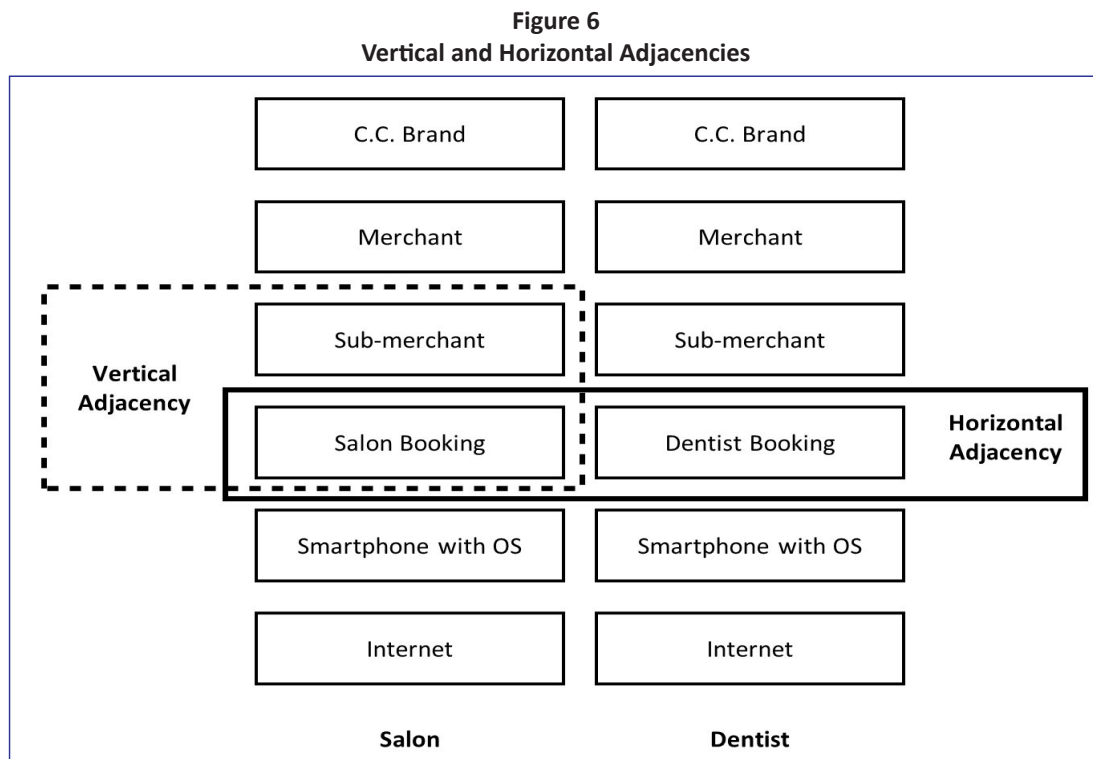 Figure 6
Vertical and Horizontal Adjacencies
C.C. Brand
C.C. Brand
Merchant
Merchant
Sub-merchant
Sub-merchant
Vertical
Adjacency
Salon Booking
Dentist Booking
Horizontal
Adjacency
Smartphone with OS
Smartphone with OS
Internet
Internet
Salon
Dentist